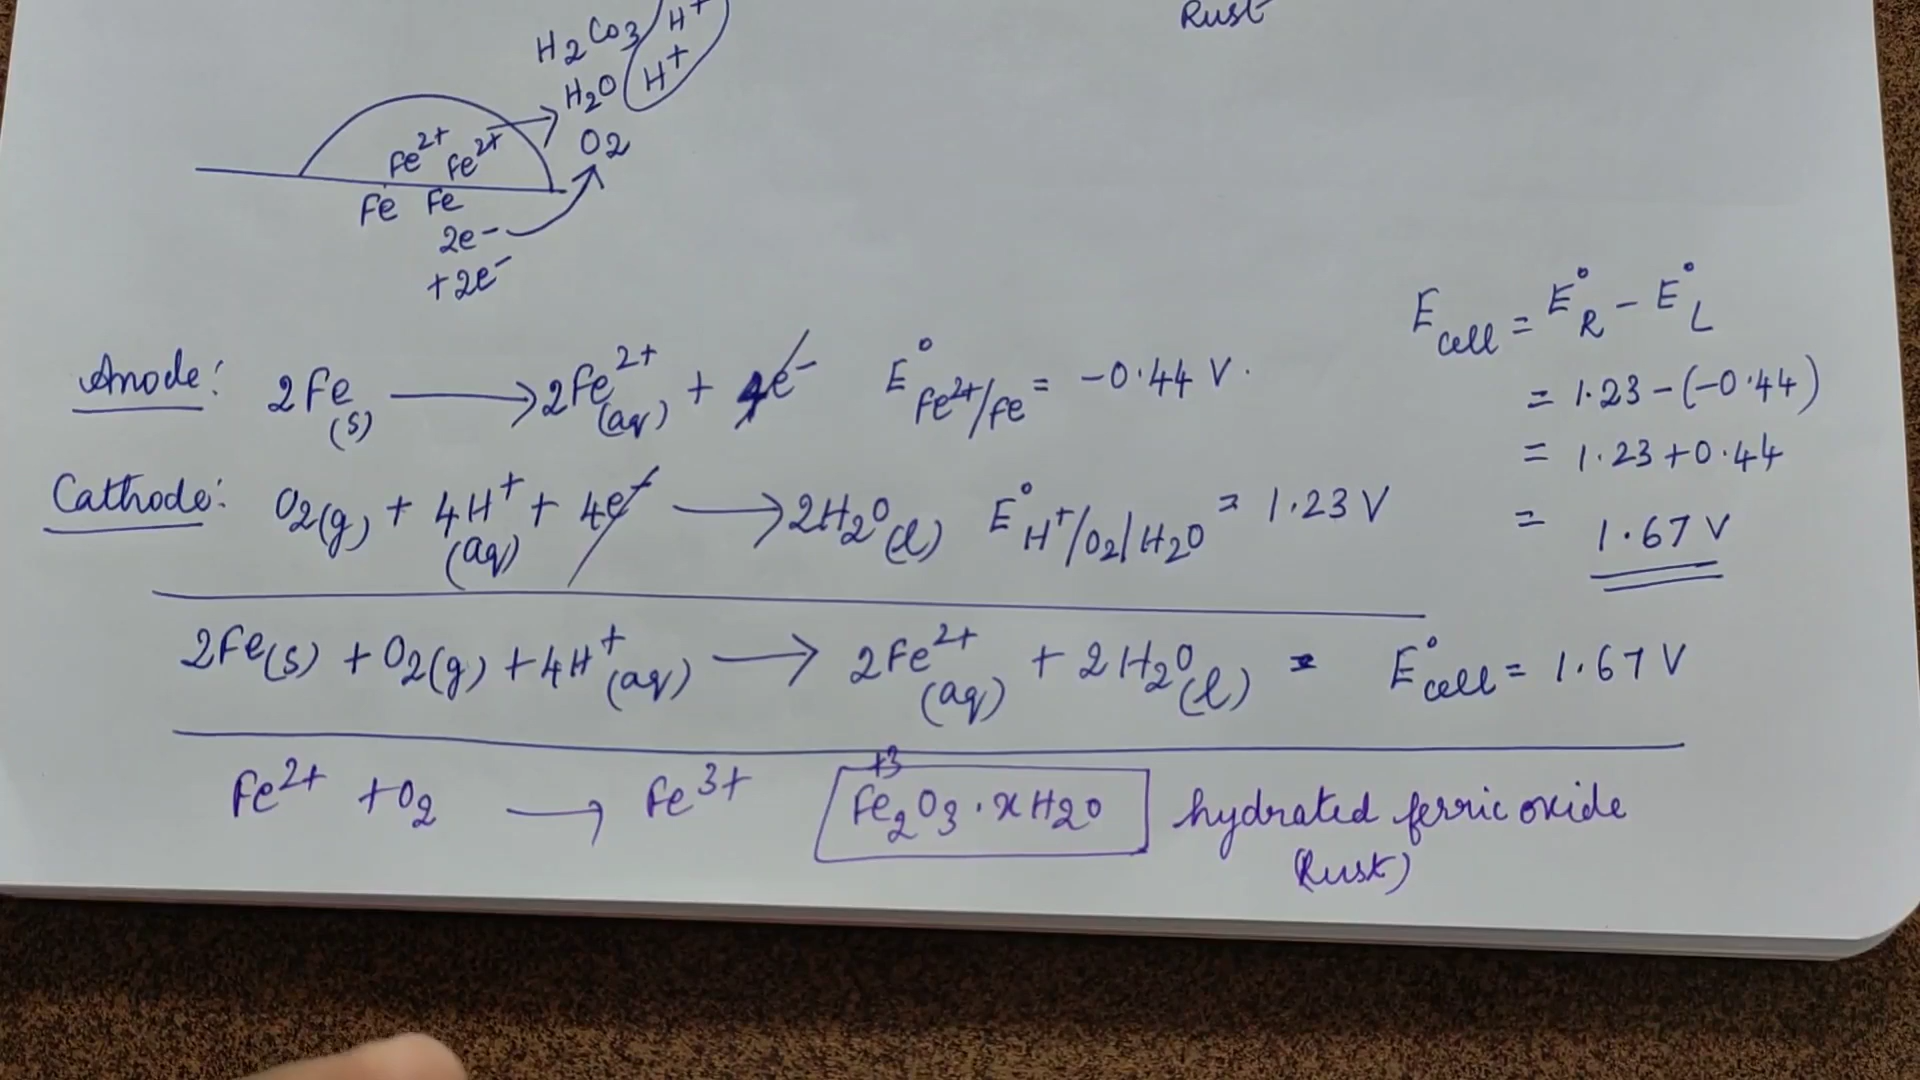 Rust
H2CO3 / H+
H2O H+
O2
Fe2+ Fe2+
Fe Fe
2e-
+2e-
Ecell = E°R - E°L
= 1.23 - (-0.44)
= 1.23 + 0.44
= 1.67 V
Anode: 2Fe(s) ⟶ 2Fe2+(aq) + 4e- E°Fe2+/Fe = -0.44 V.
Cathode: O2(g) + 4H+(aq) + 4e- ⟶ 2H2O(l) E°H+/O2/H2O = 1.23 V
2Fe(s) + O2(g) + 4H+(aq) ⟶ 2Fe2+(aq) + 2H2O(l) - E°cell = 1.67 V
Fe2+ + O2 ⟶ Fe3+ +3 Fe2O3 · xH2O hydrated ferric oxide
(Rust)